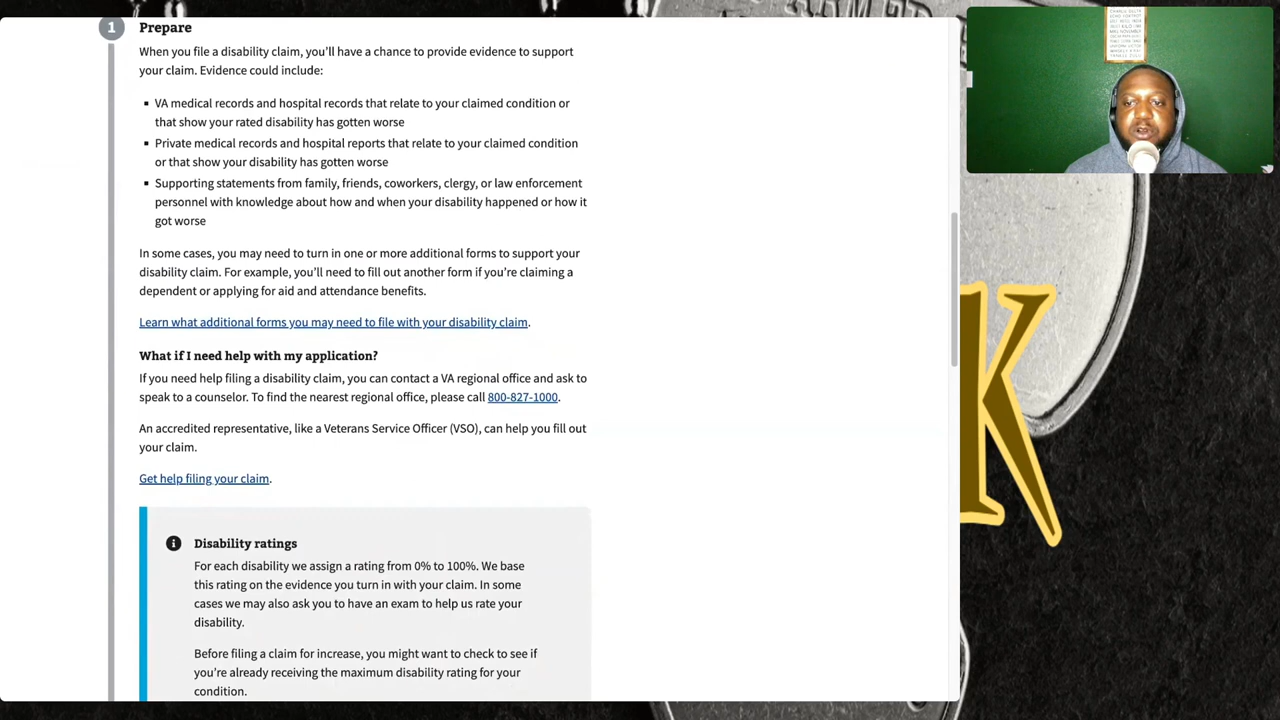 1 Prepare
When you file a disability claim, you'll have a chance to provide evidence to support
your claim. Evidence could include:
▪ VA medical records and hospital records that relate to your claimed condition or
that show your rated disability has gotten worse
▪ Private medical records and hospital reports that relate to your claimed condition
or that show your disability has gotten worse
▪ Supporting statements from family, friends, coworkers, clergy, or law enforcement
personnel with knowledge about how and when your disability happened or how it
got worse
In some cases, you may need to turn in one or more additional forms to support your
disability claim. For example, you'll need to fill out another form if you're claiming a
dependent or applying for aid and attendance benefits.
Learn what additional forms you may need to file with your disability claim.
What if I need help with my application?
If you need help filing a disability claim, you can contact a VA regional office and ask to
speak to a counselor. To find the nearest regional office, please call 800-827-1000.
An accredited representative, like a Veterans Service Officer (VSO), can help you fill out
your claim.
Get help filing your claim.
Disability ratings
For each disability we assign a rating from 0% to 100%. We base
this rating on the evidence you turn in with your claim. In some
cases we may also ask you to have an exam to help us rate your
disability.
Before filing a claim for increase, you might want to check to see if
you're already receiving the maximum disability rating for your
condition.
K